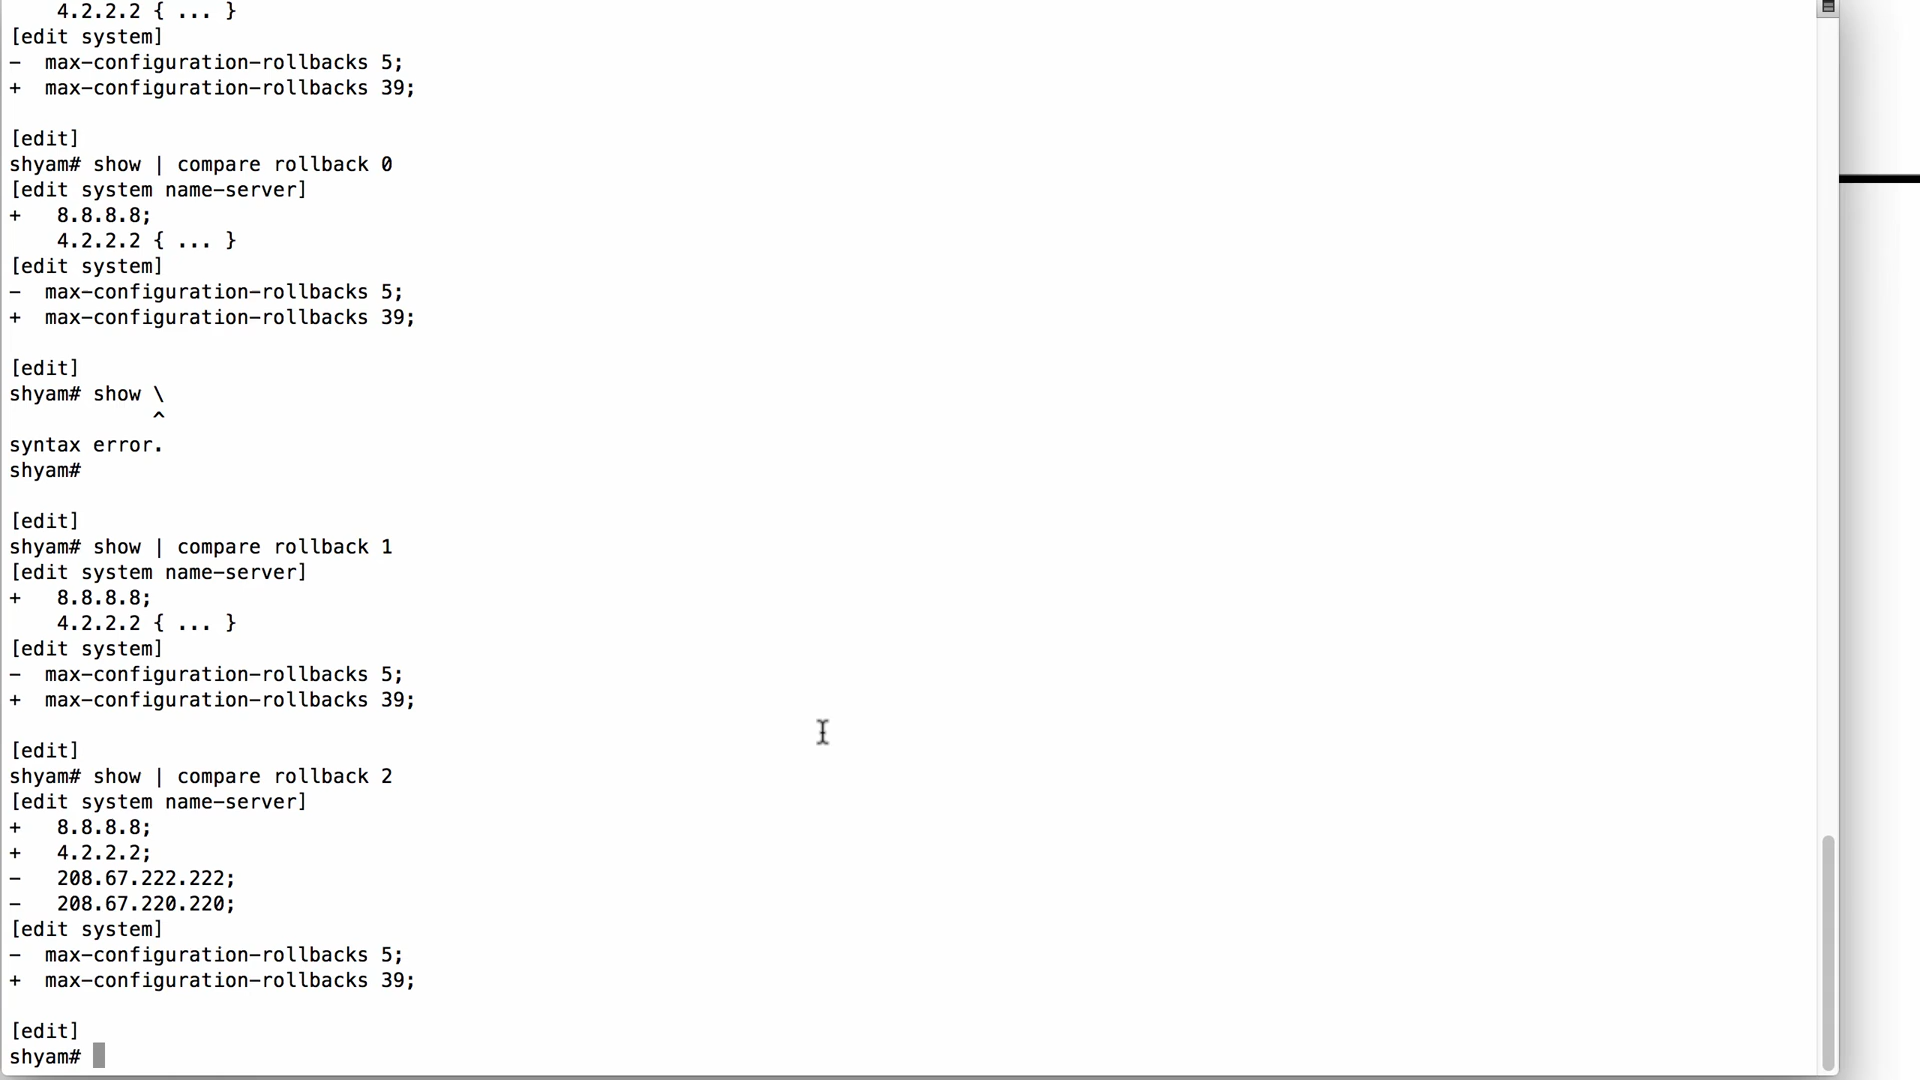 4.2.2.2 { ... }
[edit system]
-  max-configuration-rollbacks 5;
+  max-configuration-rollbacks 39;
[edit]
shyam# show | compare rollback 0
[edit system name-server]
+   8.8.8.8;
4.2.2.2 { ... }
[edit system]
-  max-configuration-rollbacks 5;
+  max-configuration-rollbacks 39;
[edit]
shyam# show \
^
syntax error.
shyam#
[edit]
shyam# show | compare rollback 1
[edit system name-server]
+   8.8.8.8;
4.2.2.2 { ... }
[edit system]
-  max-configuration-rollbacks 5;
+  max-configuration-rollbacks 39;
[edit]
shyam# show | compare rollback 2
[edit system name-server]
+   8.8.8.8;
+   4.2.2.2;
-   208.67.222.222;
-   208.67.220.220;
[edit system]
-  max-configuration-rollbacks 5;
+  max-configuration-rollbacks 39;
[edit]
shyam#